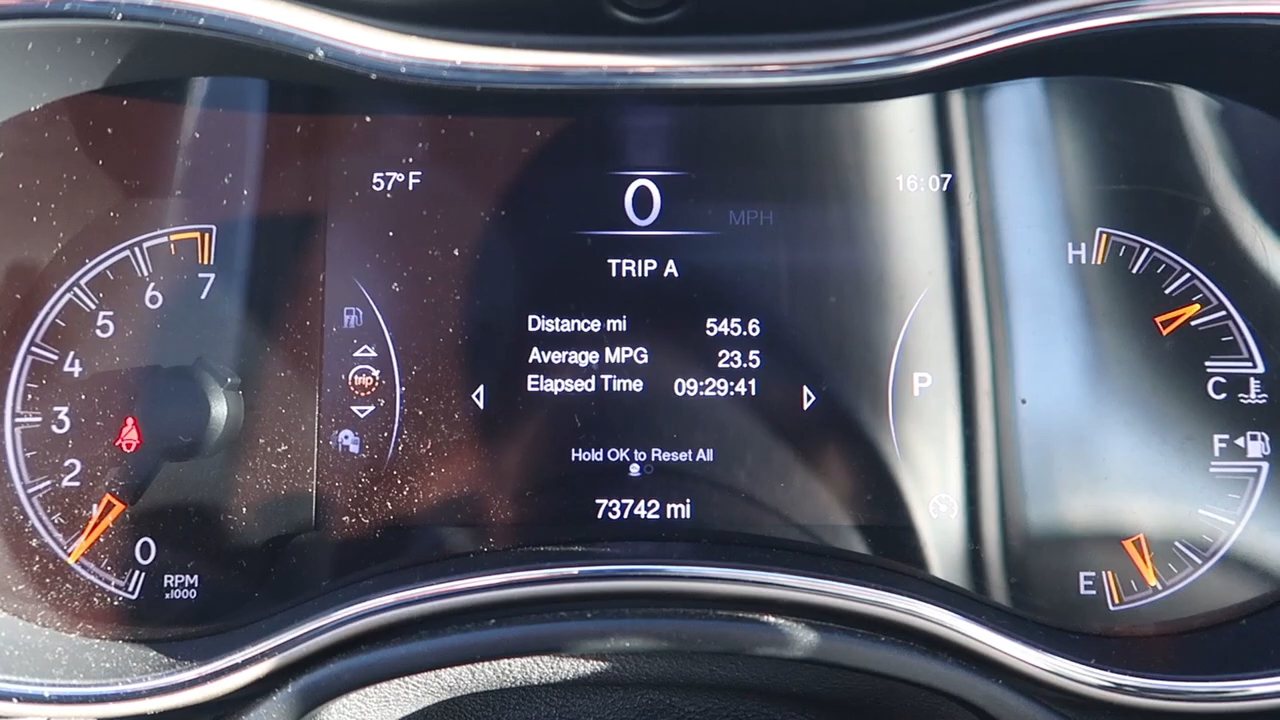 57°F
0 MPH
16:07
TRIP A
Distance mi 545.6
Average MPG 23.5
Elapsed Time 09:29:41
trip
P
Hold OK to Reset All
73742 mi
7
6
5
4
3
2
1
0
RPM
x1000
H
C
F
E